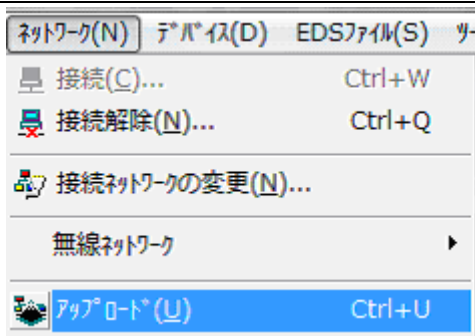 ﾈｯﾄﾜｰｸ(N) ﾃﾞﾊﾞｲｽ(D) EDSﾌｧｲﾙ(S) ﾂｰ
接続(C)... Ctrl+W
接続解除(N)... Ctrl+Q
接続ﾈｯﾄﾜｰｸの変更(N)...
無線ﾈｯﾄﾜｰｸ
ｱｯﾌﾟﾛｰﾄﾞ(U) Ctrl+U